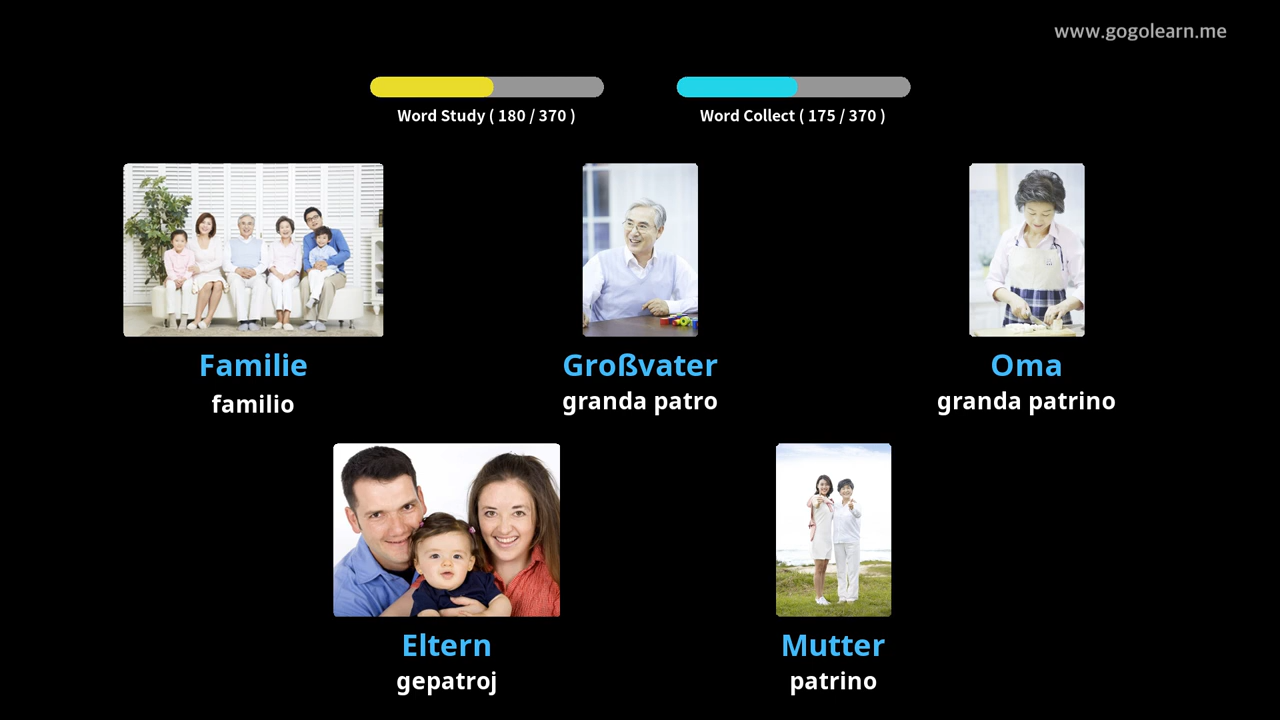 www.gogolearn.me
Word Study ( 180 / 370 )
Word Collect ( 175 / 370 )
Familie
familio
Großvater
granda patro
Oma
granda patrino
Eltern
gepatroj
Mutter
patrino